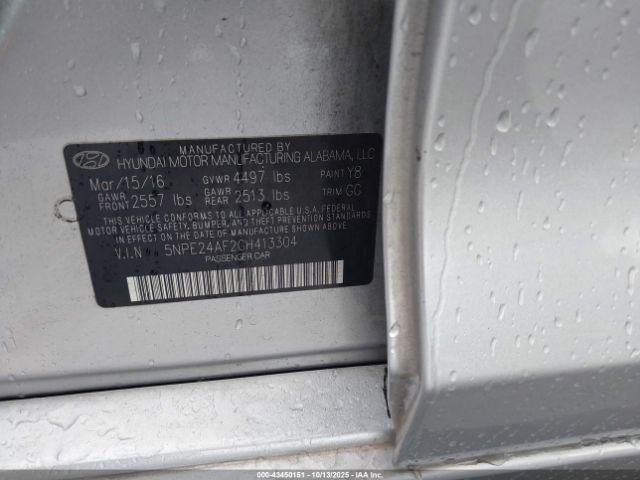 MANUFACTURED BY
HYUNDAI MOTOR MANUFACTURING ALABAMA, LLC
Mar/15/16 GVWR 4497 lbs PAINT Y8
GAWR FRONT 2557 lbs GAWR REAR 2513 lbs TRIM GG
THIS VEHICLE CONFORMS TO ALL APPLICABLE FEDERAL
MOTOR VEHICLE SAFETY, BUMPER, AND THEFT PREVENTION STANDARDS
IN EFFECT ON THE DATE OF MANUFACTURE SHOWN ABOVE.
V.I.N : 5NPE24AF2GH413304
PASSENGER CAR
000-43450151 - 10/13/2025 - IAA Inc.